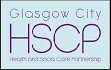 Glasgow City
HSCP
Health and Social Care Partnership